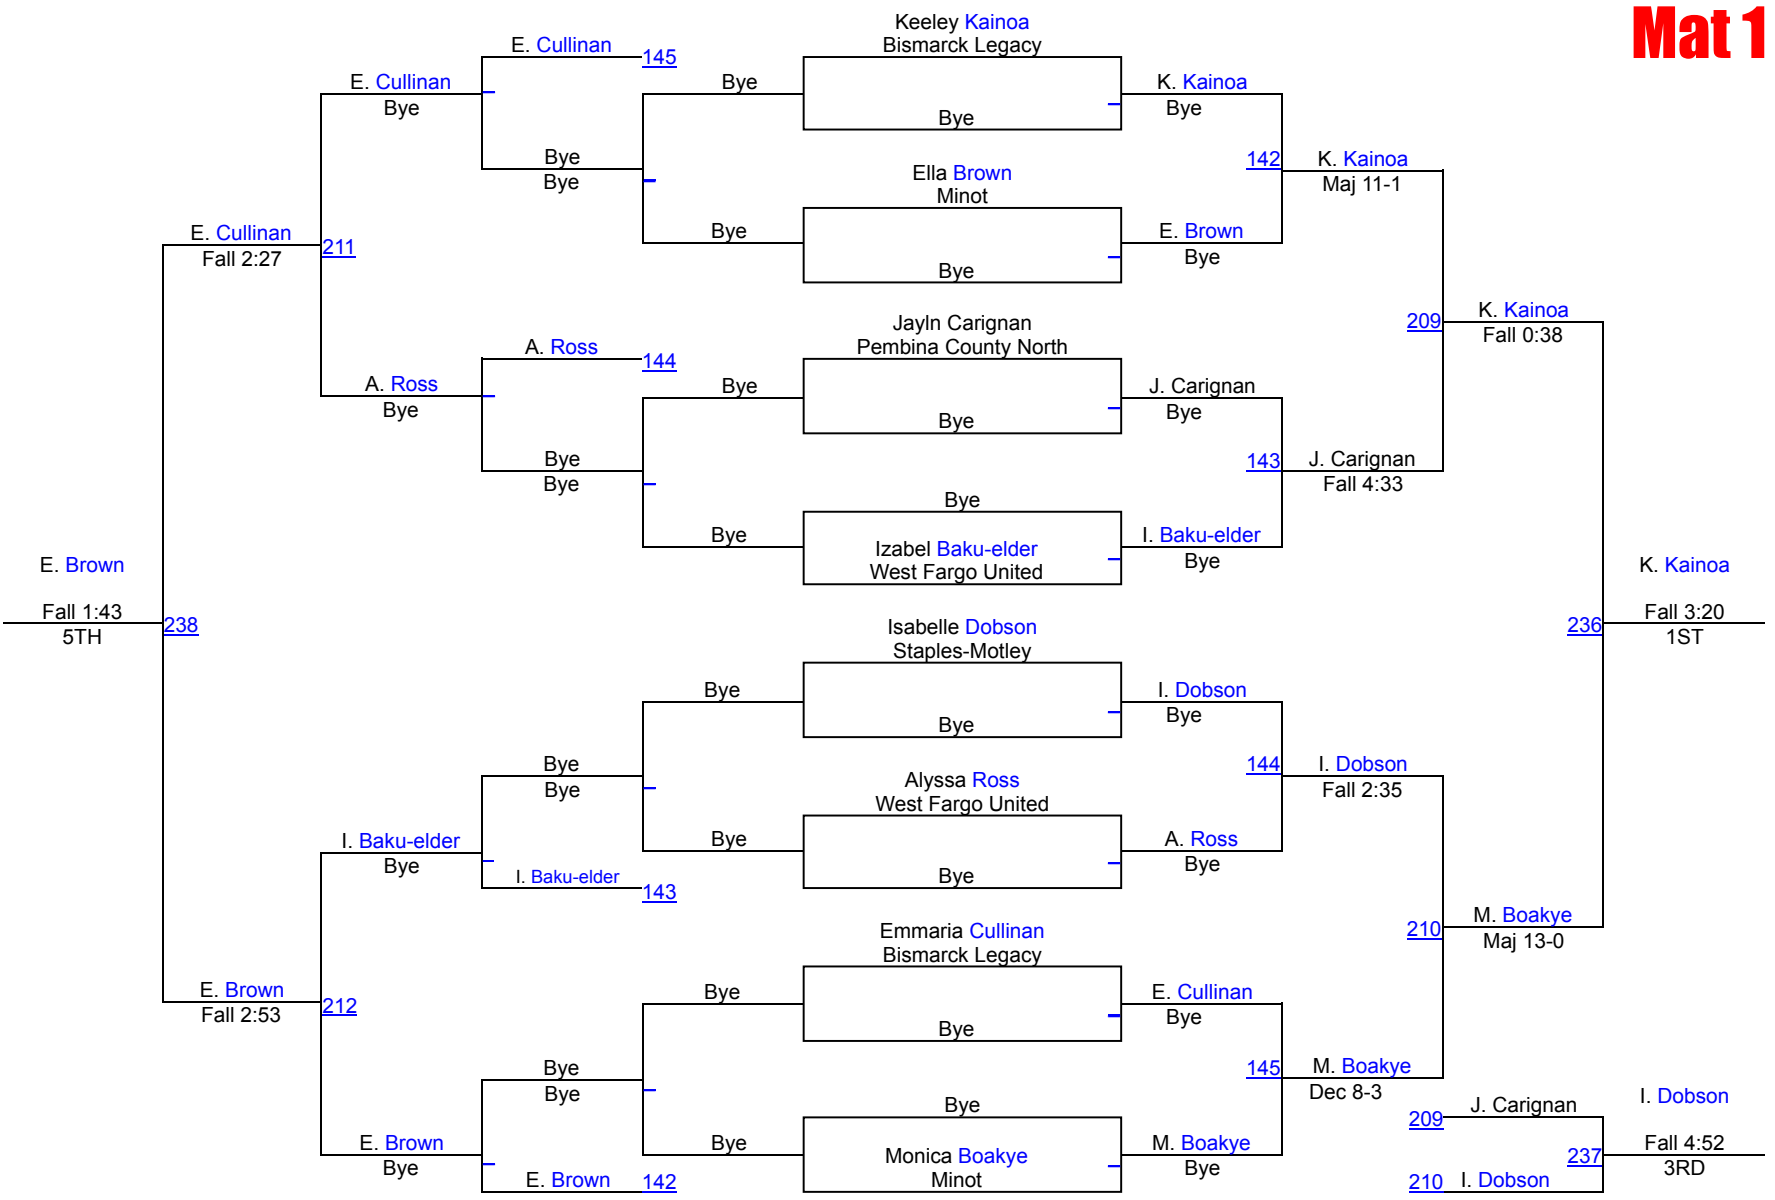 Mat 1
Keeley Kainoa
Bismarck Legacy
E. Cullinan
145
E. Cullinan
Bye
Bye
K. Kainoa
Bye
Bye
Bye
Bye
142
K. Kainoa
Maj 11-1
Ella Brown
Minot
Bye
E. Brown
Bye
Bye
E. Cullinan
Fall 2:27
211
Jayln Carignan
Pembina County North
K. Kainoa
Fall 0:38
209
A. Ross
144
A. Ross
Bye
Bye
J. Carignan
Bye
Bye
Bye
Bye
143
J. Carignan
Fall 4:33
Bye
Bye
I. Baku-elder
Bye
Izabel Baku-elder
West Fargo United
E. Brown
Fall 1:43
5TH
238
K. Kainoa
Fall 3:20
1ST
236
Isabelle Dobson
Staples-Motley
Bye
I. Dobson
Bye
Bye
Bye
Bye
144
I. Dobson
Fall 2:35
Alyssa Ross
West Fargo United
Bye
A. Ross
Bye
Bye
I. Baku-elder
Bye
I. Baku-elder
143
Emmaria Cullinan
Bismarck Legacy
210
M. Boakye
Maj 13-0
E. Brown
Fall 2:53
212
Bye
E. Cullinan
Bye
Bye
Bye
Bye
145
M. Boakye
Dec 8-3
Bye
E. Brown
Bye
Bye
M. Boakye
Bye
Monica Boakye
Minot
E. Brown
142
209
J. Carignan
I. Dobson
237
Fall 4:52
3RD
210
I. Dobson